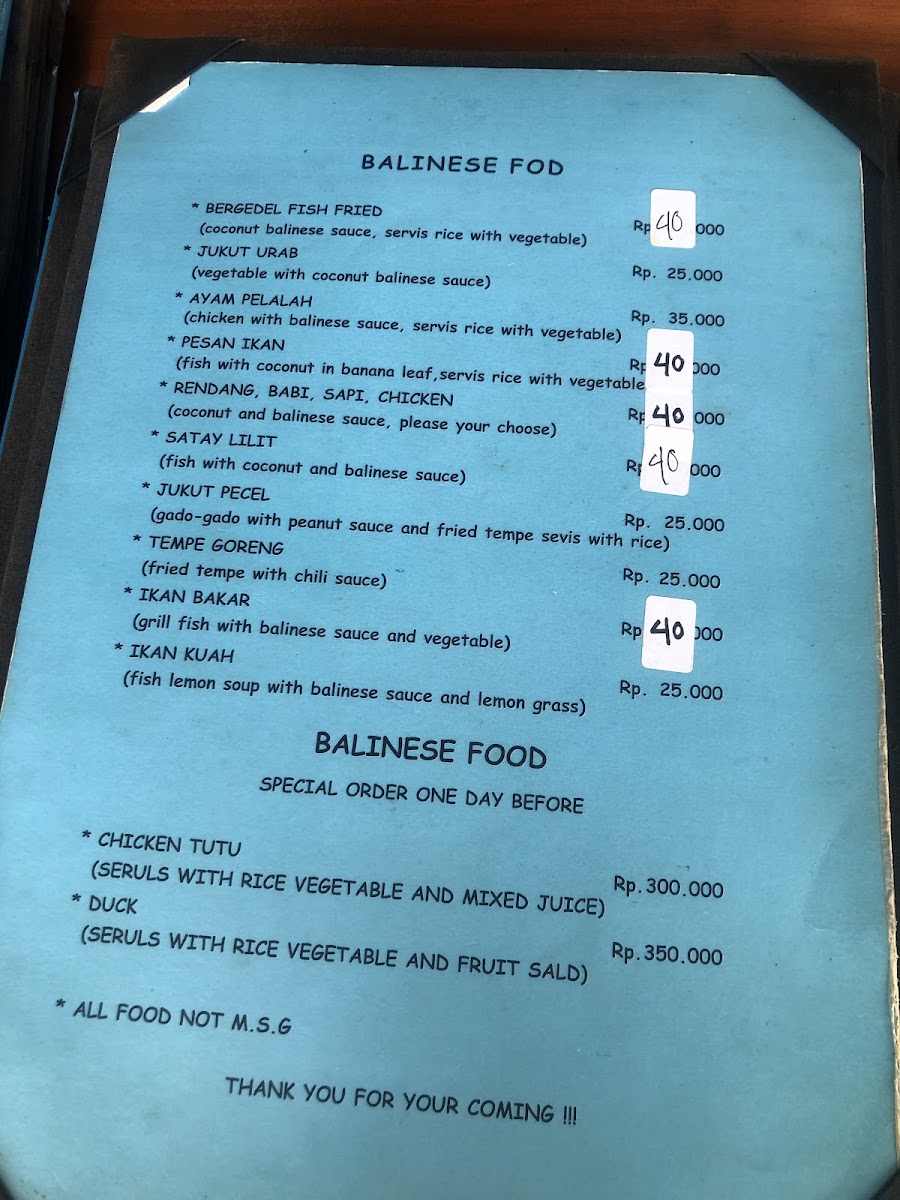 BALINESE FOD
* BERGEDEL FISH FRIED
(coconut balinese sauce, servis rice with vegetable) Rp 40 000
* JUKUT URAB
(vegetable with coconut balinese sauce) Rp. 25.000
* AYAM PELALAH
(chicken with balinese sauce, servis rice with vegetable) Rp. 35.000
* PESAN IKAN
(fish with coconut in banana leaf,servis rice with vegetable Rp 40 000
* RENDANG, BABI, SAPI, CHICKEN
(coconut and balinese sauce, please your choose) Rp 40 000
* SATAY LILIT
(fish with coconut and balinese sauce) Rp 40 000
* JUKUT PECEL
(gado-gado with peanut sauce and fried tempe sevis with rice) Rp. 25.000
* TEMPE GORENG
(fried tempe with chili sauce) Rp. 25.000
* IKAN BAKAR
(grill fish with balinese sauce and vegetable) Rp 40 000
* IKAN KUAH
(fish lemon soup with balinese sauce and lemon grass) Rp. 25.000
BALINESE FOOD
SPECIAL ORDER ONE DAY BEFORE
* CHICKEN TUTU
(SERULS WITH RICE VEGETABLE AND MIXED JUICE) Rp.300.000
* DUCK
(SERULS WITH RICE VEGETABLE AND FRUIT SALD) Rp.350.000
* ALL FOOD NOT M.S.G
THANK YOU FOR YOUR COMING !!!